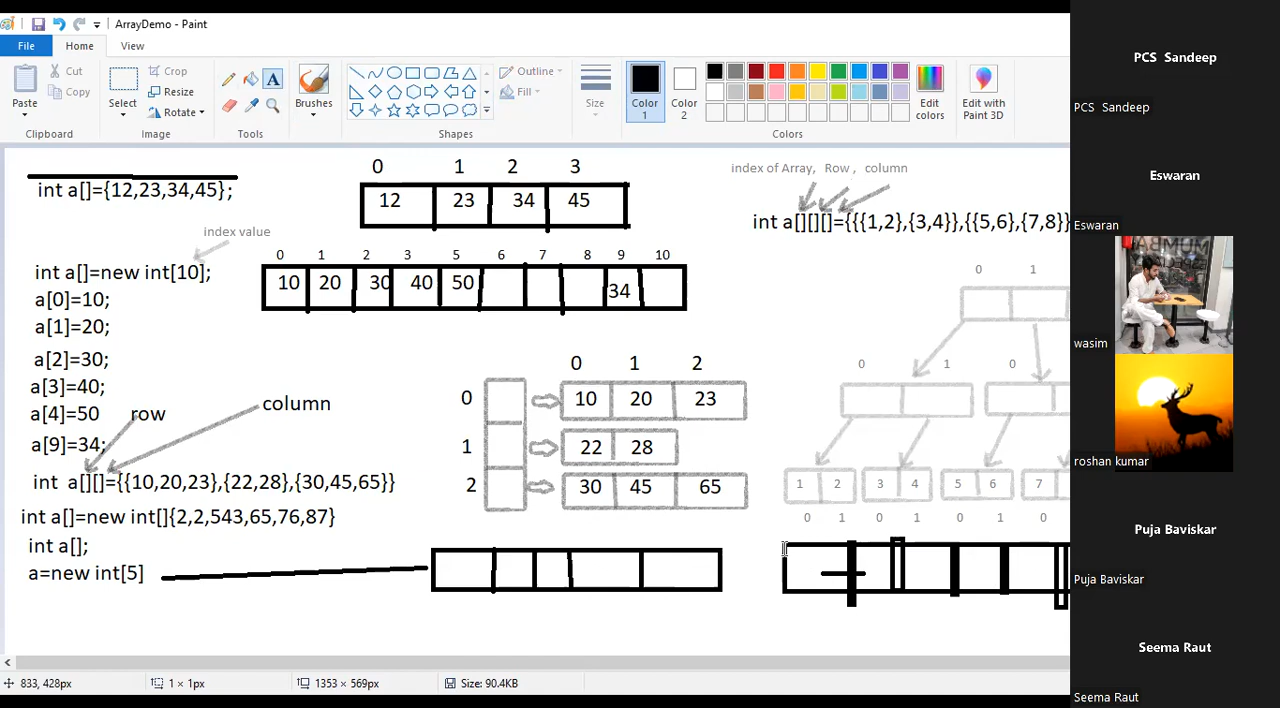 ArrayDemo - Paint
File Home View
Paste
Cut
Copy
Clipboard
Select
Crop
Resize
Rotate
Image
Tools
Brushes
Shapes
Outline
Fill
Size
Color 1
Color 2
Edit colors
Colors
Edit with Paint 3D
int a[]={12,23,34,45};
0 1 2 3
12 23 34 45
index value
int a[]=new int[10];
0 1 2 3 4 5 6 7 8 9 10
10 20 30 40 50 34
a[0]=10;
a[1]=20;
a[2]=30;
a[3]=40;
a[4]=50
a[9]=34;
row
column
int a[][]={{10,20,23},{22,28},{30,45,65}}
0 1 2
0 10 20 23
1 22 28
2 30 45 65
int a[]=new int[]{2,2,543,65,76,87}
int a[];
a=new int[5]
index of Array, Row , column
int a[][][]={{{1,2},{3,4}},{{5,6},{7,8}}
0 1
0 1 0
1 2 3 4 5 6 7
0 1 0 1 0 1 0
833, 428px
1 × 1px
1353 × 569px
Size: 90.4KB
PCS Sandeep
PCS Sandeep
Eswaran
Eswaran
wasim
roshan kumar
Puja Baviskar
Puja Baviskar
Seema Raut
Seema Raut